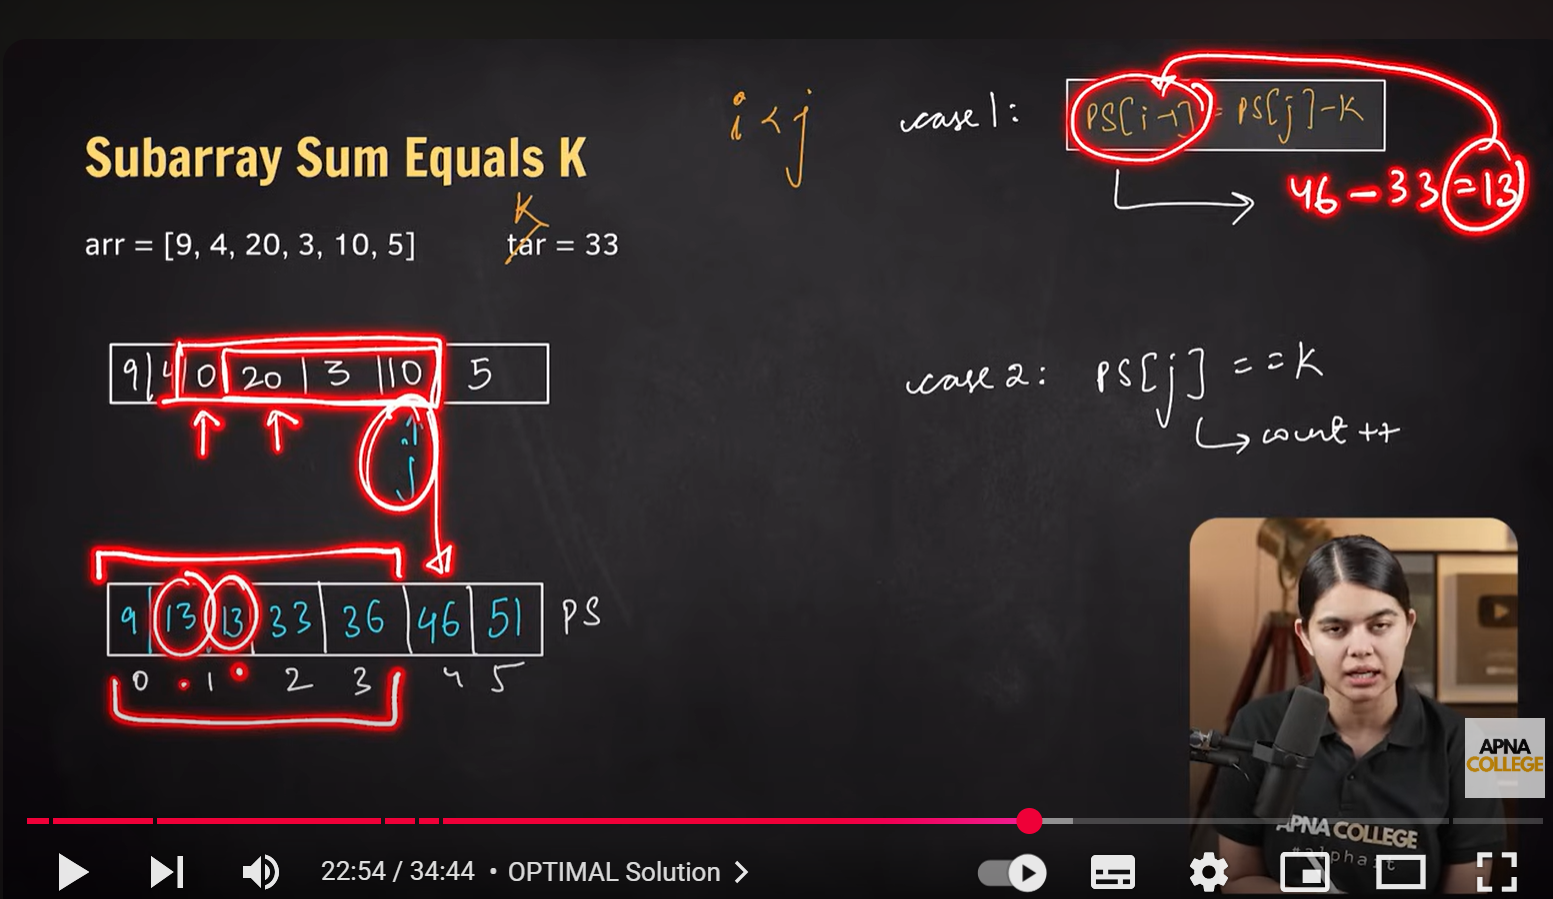 i < j
case 1: PS[i-1] = PS[j]-K
46 - 33 = 13
Subarray Sum Equals K
K
arr = [9, 4, 20, 3, 10, 5] tar = 33
9 4 0 20 3 10 5
case 2: PS[j] == K
count ++
j
9 13 13 33 36 46 51 PS
0 1 2 3 4 5
APNA
COLLEGE
APNA COLLEGE
22:54 / 34:44 • OPTIMAL Solution